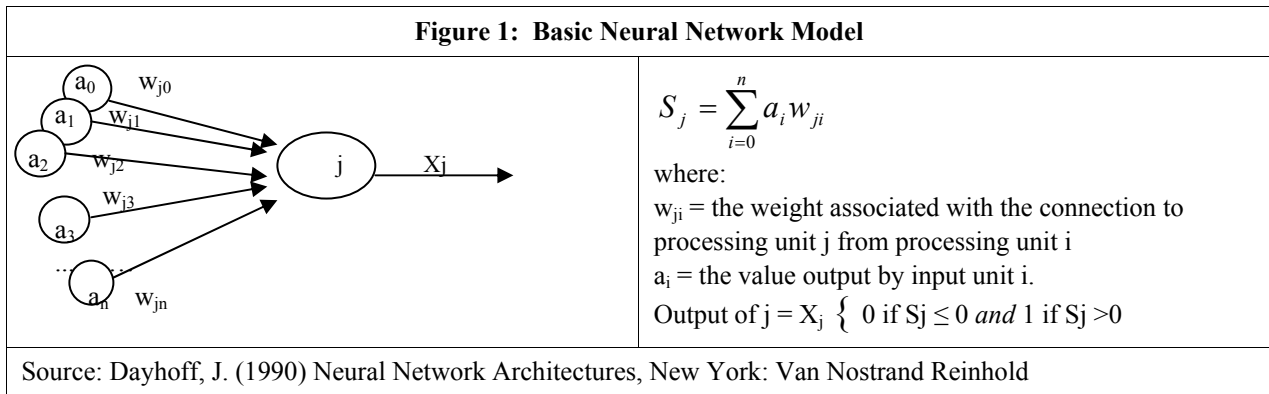 Figure 1:  Basic Neural Network Model
a0 wj0
a1 wj1
a2 wj2
a3 wj3
............
an wjn
j Xj
Sj = ∑ i=0 n ai wji
where:
wji = the weight associated with the connection to
processing unit j from processing unit i
ai = the value output by input unit i.
Output of j = Xj { 0 if Sj ≤ 0 and 1 if Sj >0
Source: Dayhoff, J. (1990) Neural Network Architectures, New York: Van Nostrand Reinhold